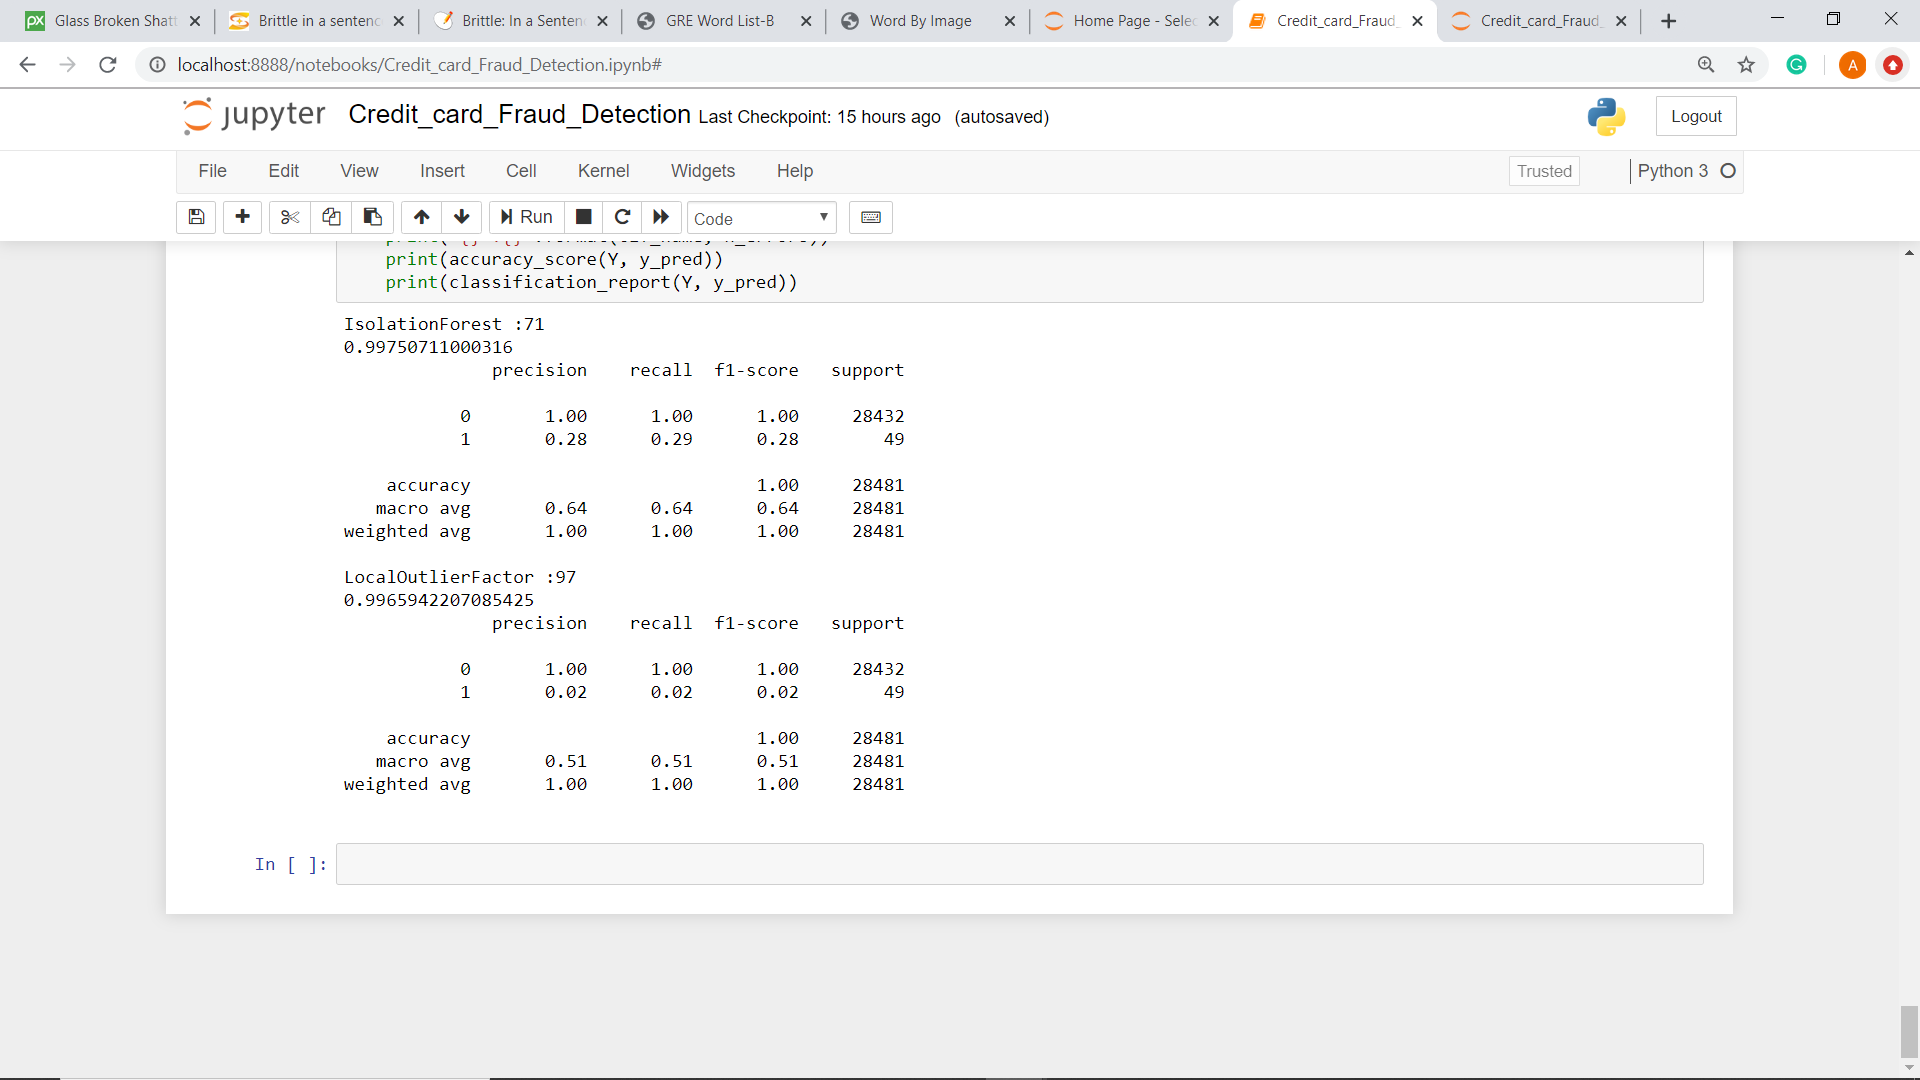 Glass Broken Shatt
Brittle in a sentenc
Brittle: In a Senten
GRE Word List-B
Word By Image
Home Page - Selec
Credit_card_Fraud_
Credit_card_Fraud_
localhost:8888/notebooks/Credit_card_Fraud_Detection.ipynb#
A
jupyter Credit_card_Fraud_Detection Last Checkpoint: 15 hours ago (autosaved)
Logout
File Edit View Insert Cell Kernel Widgets Help
Trusted
Python 3
Run
Code
print(accuracy_score(Y, y_pred))
print(classification_report(Y, y_pred))
IsolationForest :71
0.99750711000316
precision recall f1-score support
0 1.00 1.00 1.00 28432
1 0.28 0.29 0.28 49
accuracy 1.00 28481
macro avg 0.64 0.64 0.64 28481
weighted avg 1.00 1.00 1.00 28481
LocalOutlierFactor :97
0.9965942207085425
precision recall f1-score support
0 1.00 1.00 1.00 28432
1 0.02 0.02 0.02 49
accuracy 1.00 28481
macro avg 0.51 0.51 0.51 28481
weighted avg 1.00 1.00 1.00 28481
In [ ]: